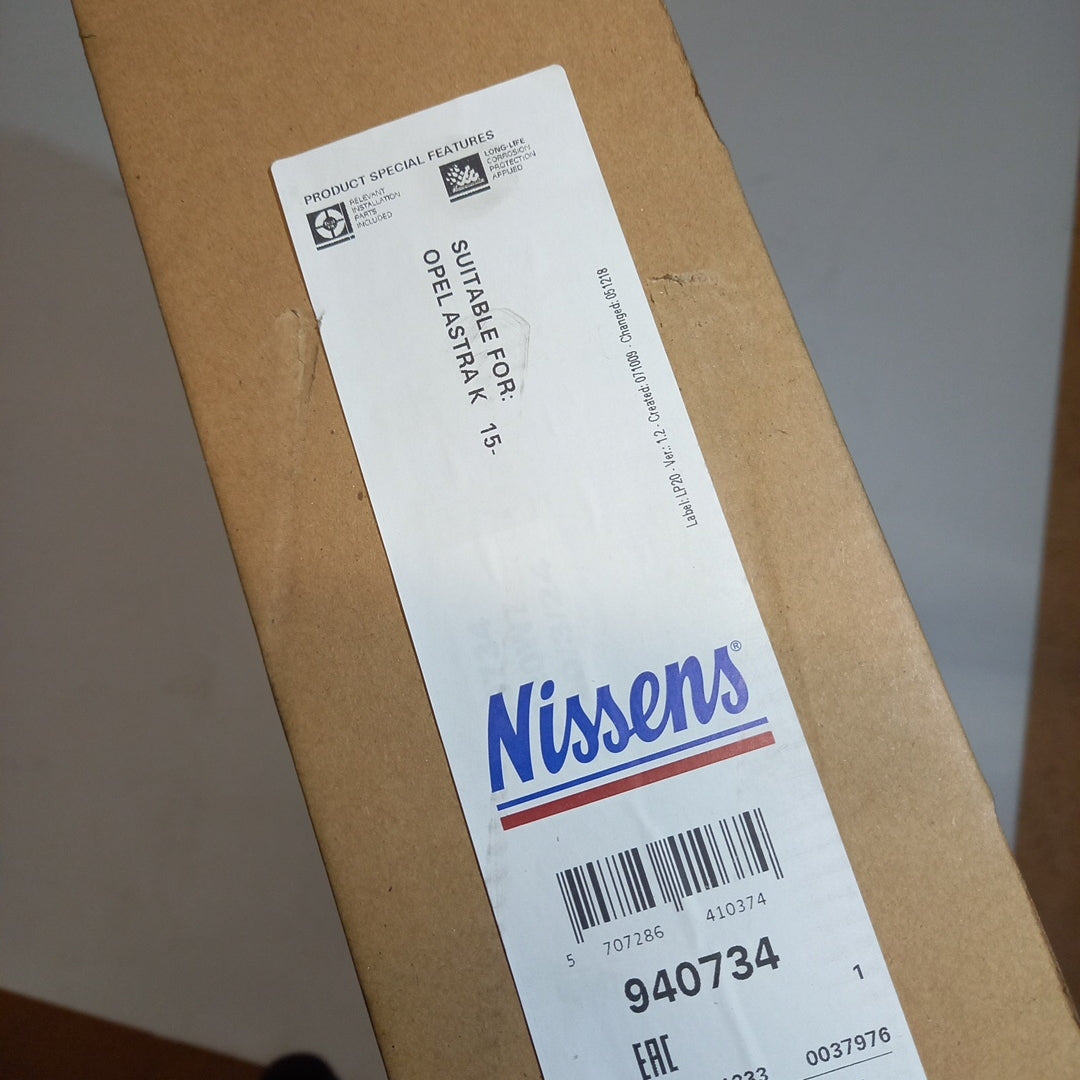 PRODUCT SPECIAL FEATURES
RELEVANT
INSTALLATION
PARTS
INCLUDED
LONG-LIFE
CORROSION
PROTECTION
APPLIED
SUITABLE FOR:
OPEL ASTRA K 15-
Label: LP20 - Ver.: 1.2 - Created: 071009 - Changed: 051218
Nissens®
5 707286 410374
940734
1
EAC
0037976